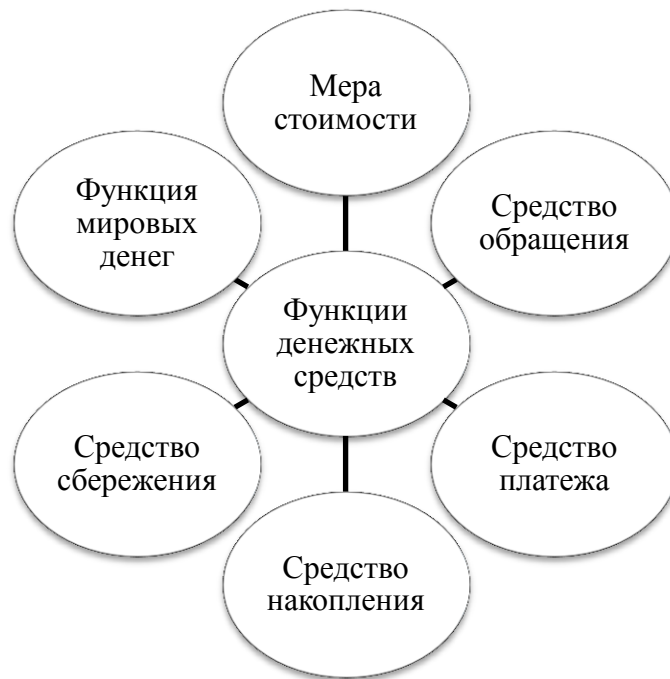 Мера
стоимости
Функция
мировых
денег
Средство
обращения
Функции
денежных
средств
Средство
сбережения
Средство
платежа
Средство
накопления